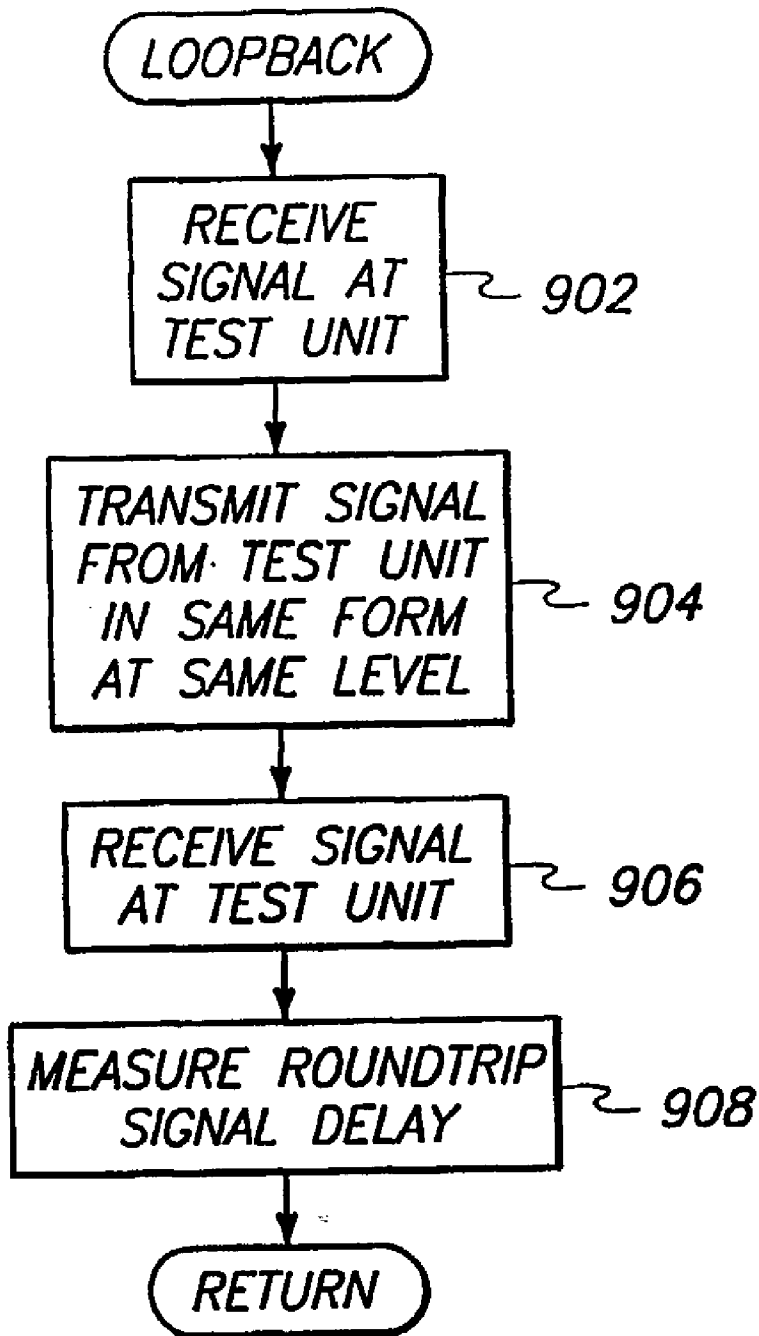 LOOPBACK
RECEIVE
SIGNAL AT
TEST UNIT
902
TRANSMIT SIGNAL
FROM TEST UNIT
IN SAME FORM
AT SAME LEVEL
904
RECEIVE SIGNAL
AT TEST UNIT
906
MEASURE ROUNDTRIP
SIGNAL DELAY
908
RETURN